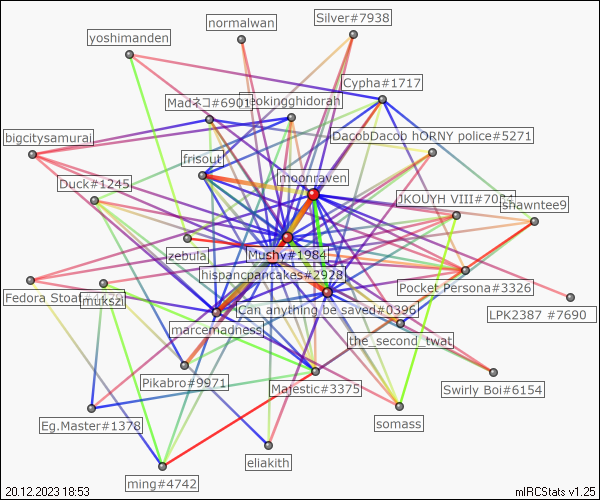 Silver#7938
normalwan
yoshimanden
Cypha#1717
Madネコ#6901
eokingghidorah
DacobDacob hORNY police#5271
bigcitysamurai
frisout
moonraven
Duck#1245
JKOUYH VIII#7024
shawntee9
zebula
Mushy#1984
hispancpancakes#2928
Pocket Persona#3326
Fedora Stoat
mukszi
Can anything be saved#0396
LPK2387 #7690
marcemadness
the_second_twat
Pikabro#9971
Majestic#3375
Swirly Boi#6154
Eg.Master#1378
somass
eliakith
ming#4742
20.12.2023 18:53
mIRCStats v1.25